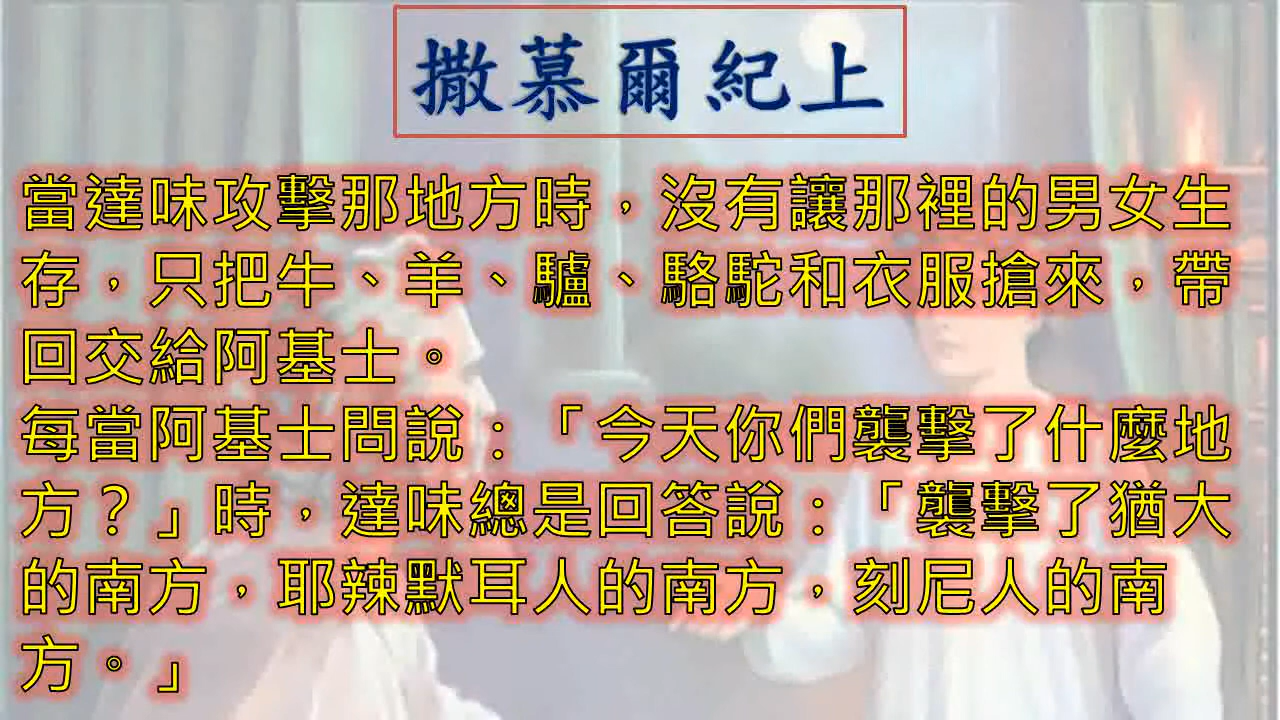 撒慕爾紀上
當達味攻擊那地方時，沒有讓那裡的男女生
存，只把牛、羊、驢、駱駝和衣服搶來，帶
回交給阿基士。
每當阿基士問說：「今天你們襲擊了什麼地
方？」時，達味總是回答說：「襲擊了猶大
的南方，耶辣默耳人的南方，刻尼人的南
方。」